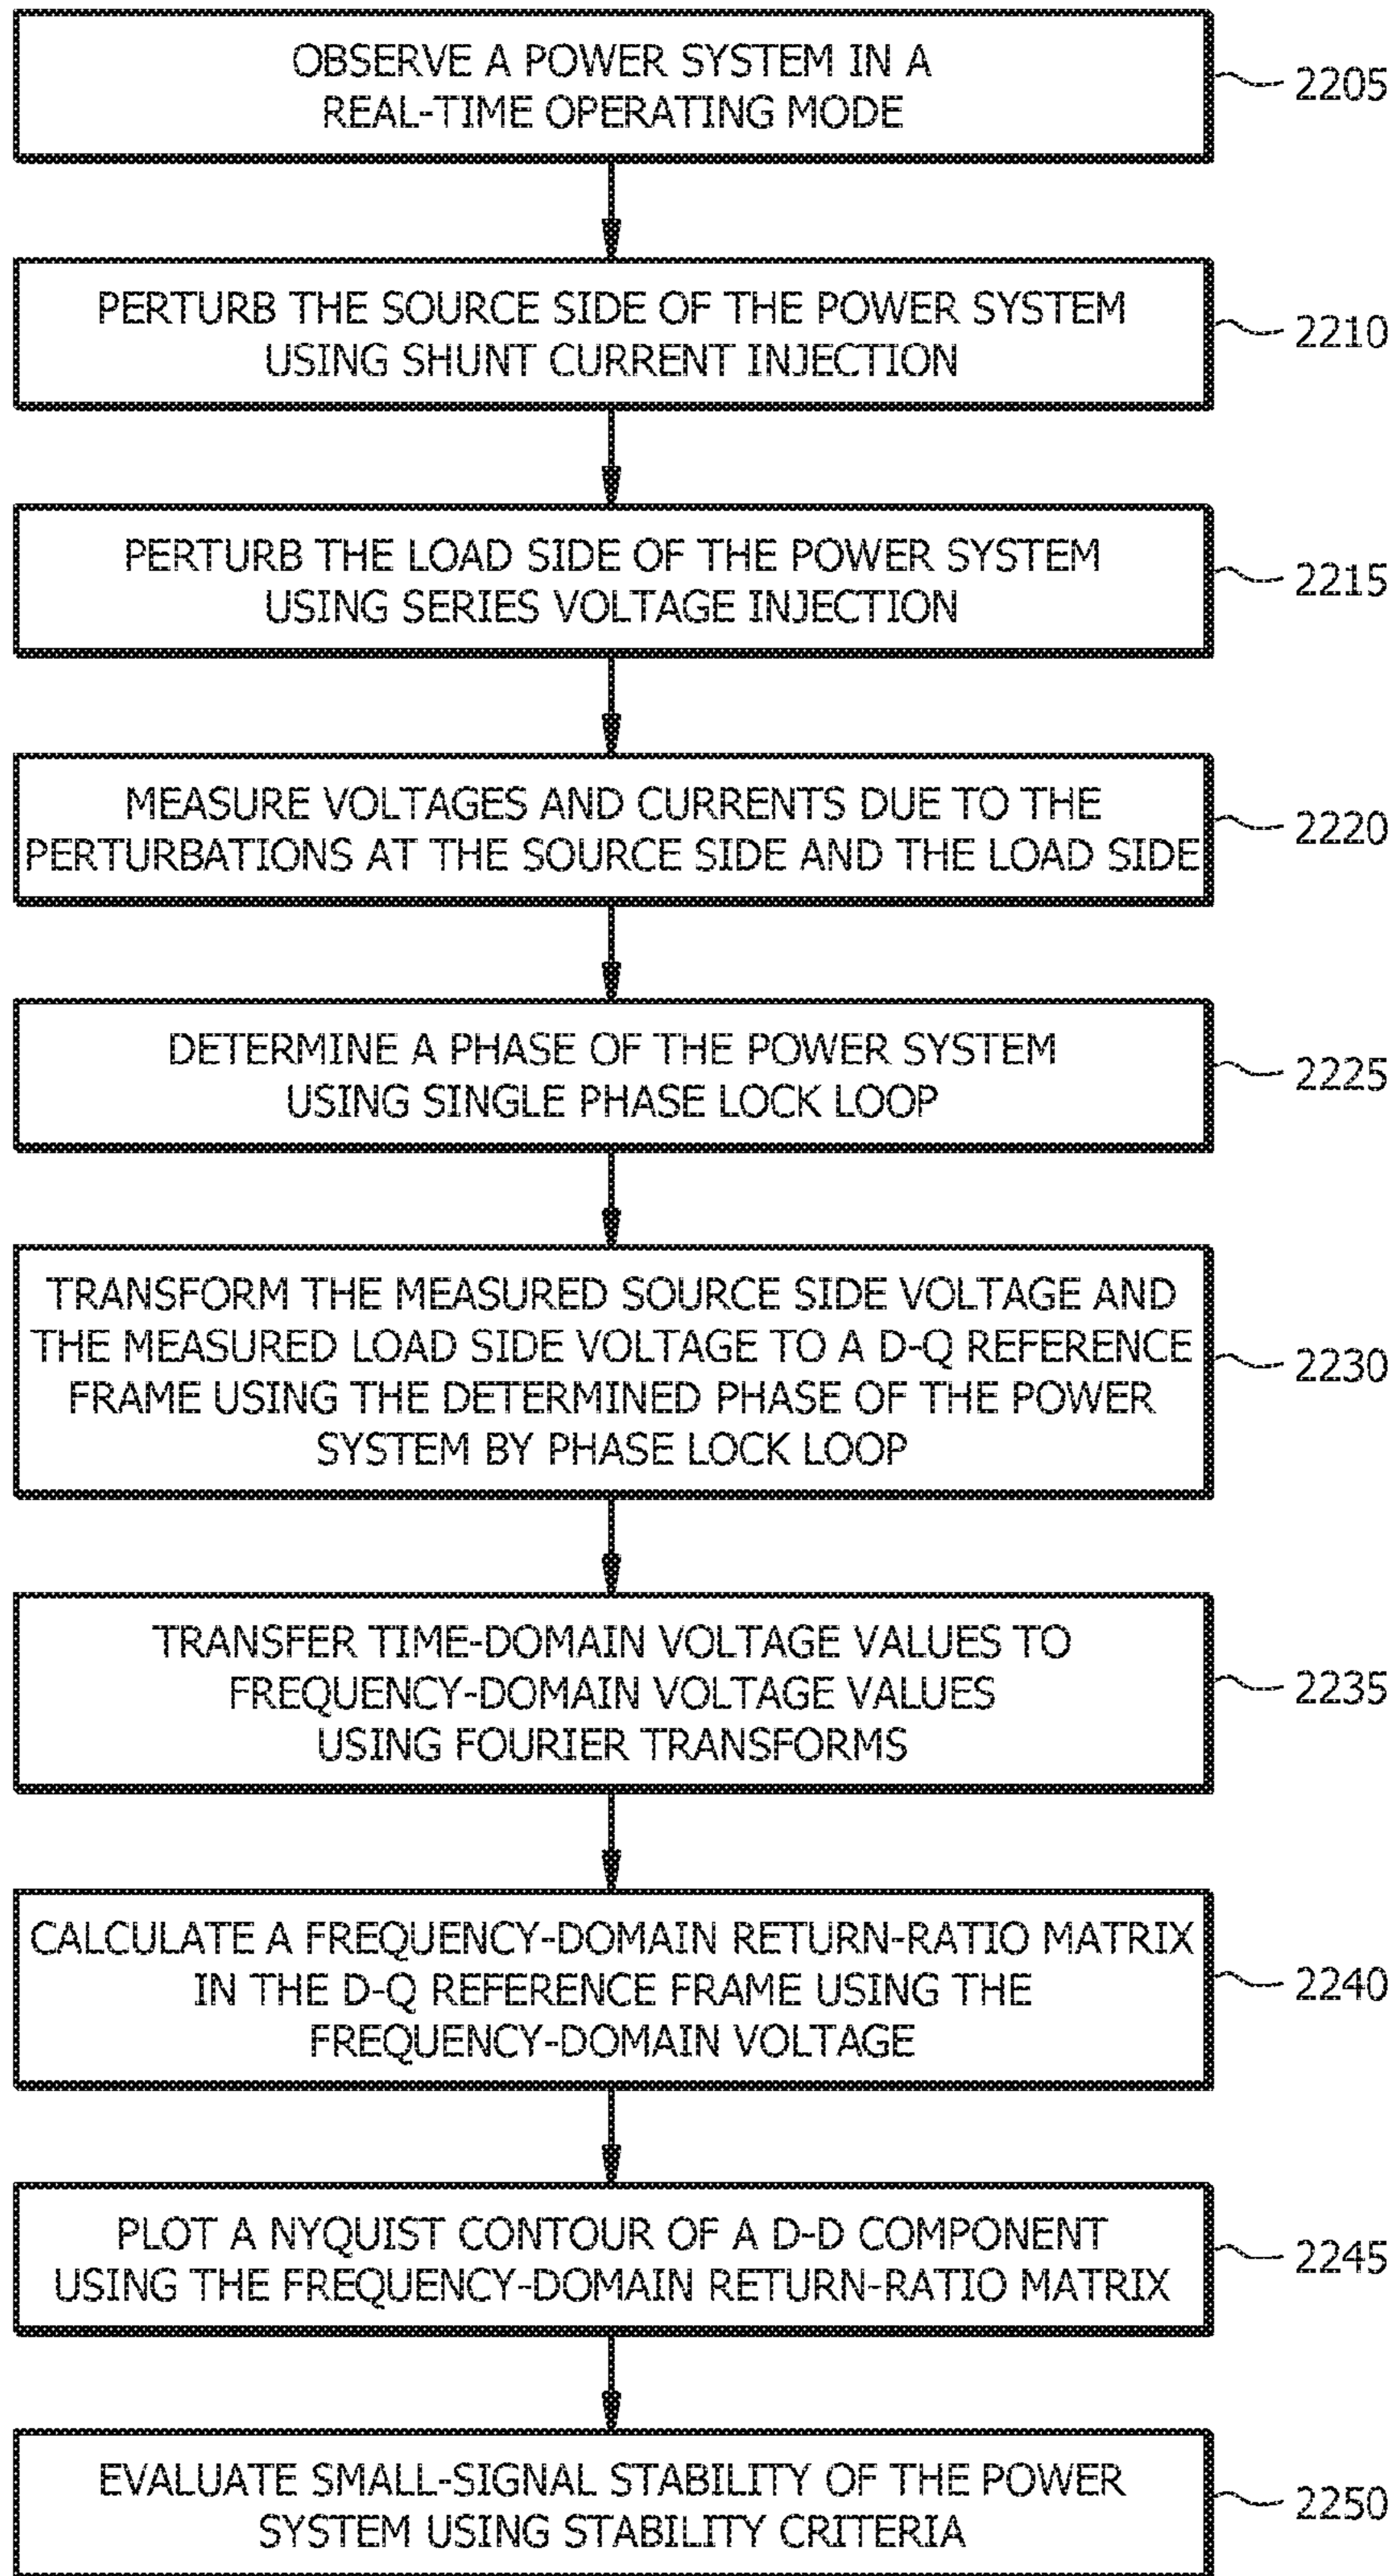 OBSERVE A POWER SYSTEM IN A
REAL-TIME OPERATING MODE
2205
PERTURB THE SOURCE SIDE OF THE POWER SYSTEM
USING SHUNT CURRENT INJECTION
2210
PERTURB THE LOAD SIDE OF THE POWER SYSTEM
USING SERIES VOLTAGE INJECTION
2215
MEASURE VOLTAGES AND CURRENTS DUE TO THE
PERTURBATIONS AT THE SOURCE SIDE AND THE LOAD SIDE
2220
DETERMINE A PHASE OF THE POWER SYSTEM
USING SINGLE PHASE LOCK LOOP
2225
TRANSFORM THE MEASURED SOURCE SIDE VOLTAGE AND
THE MEASURED LOAD SIDE VOLTAGE TO A D-Q REFERENCE
FRAME USING THE DETERMINED PHASE OF THE POWER
SYSTEM BY PHASE LOCK LOOP
2230
TRANSFER TIME-DOMAIN VOLTAGE VALUES TO
FREQUENCY-DOMAIN VOLTAGE VALUES
USING FOURIER TRANSFORMS
2235
CALCULATE A FREQUENCY-DOMAIN RETURN-RATIO MATRIX
IN THE D-Q REFERENCE FRAME USING THE
FREQUENCY-DOMAIN VOLTAGE
2240
PLOT A NYQUIST CONTOUR OF A D-D COMPONENT
USING THE FREQUENCY-DOMAIN RETURN-RATIO MATRIX
2245
EVALUATE SMALL-SIGNAL STABILITY OF THE POWER
SYSTEM USING STABILITY CRITERIA
2250